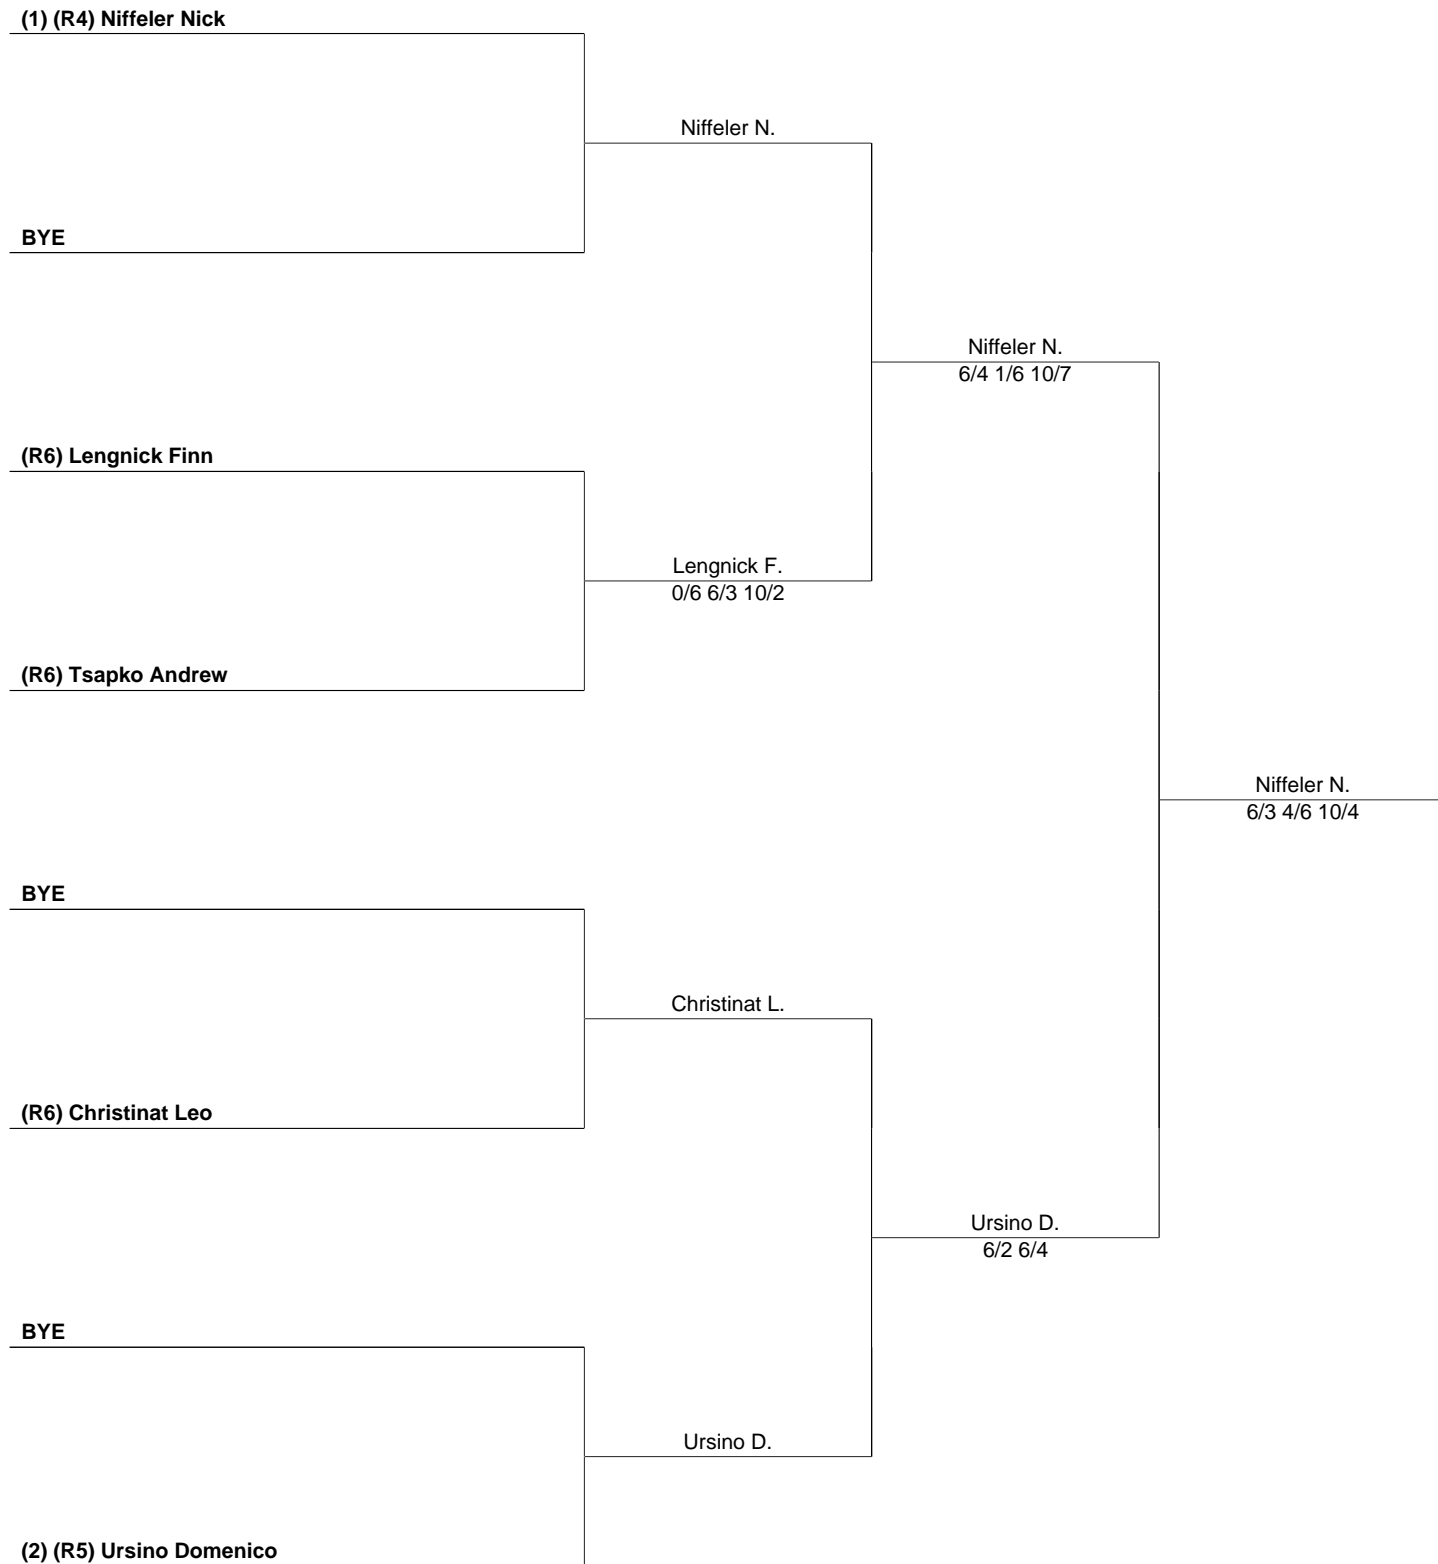 (1) (R4) Niffeler Nick
Niffeler N.
BYE
Niffeler N.
6/4 1/6 10/7
(R6) Lengnick Finn
Lengnick F.
0/6 6/3 10/2
(R6) Tsapko Andrew
Niffeler N.
6/3 4/6 10/4
BYE
Christinat L.
(R6) Christinat Leo
Ursino D.
6/2 6/4
BYE
Ursino D.
(2) (R5) Ursino Domenico